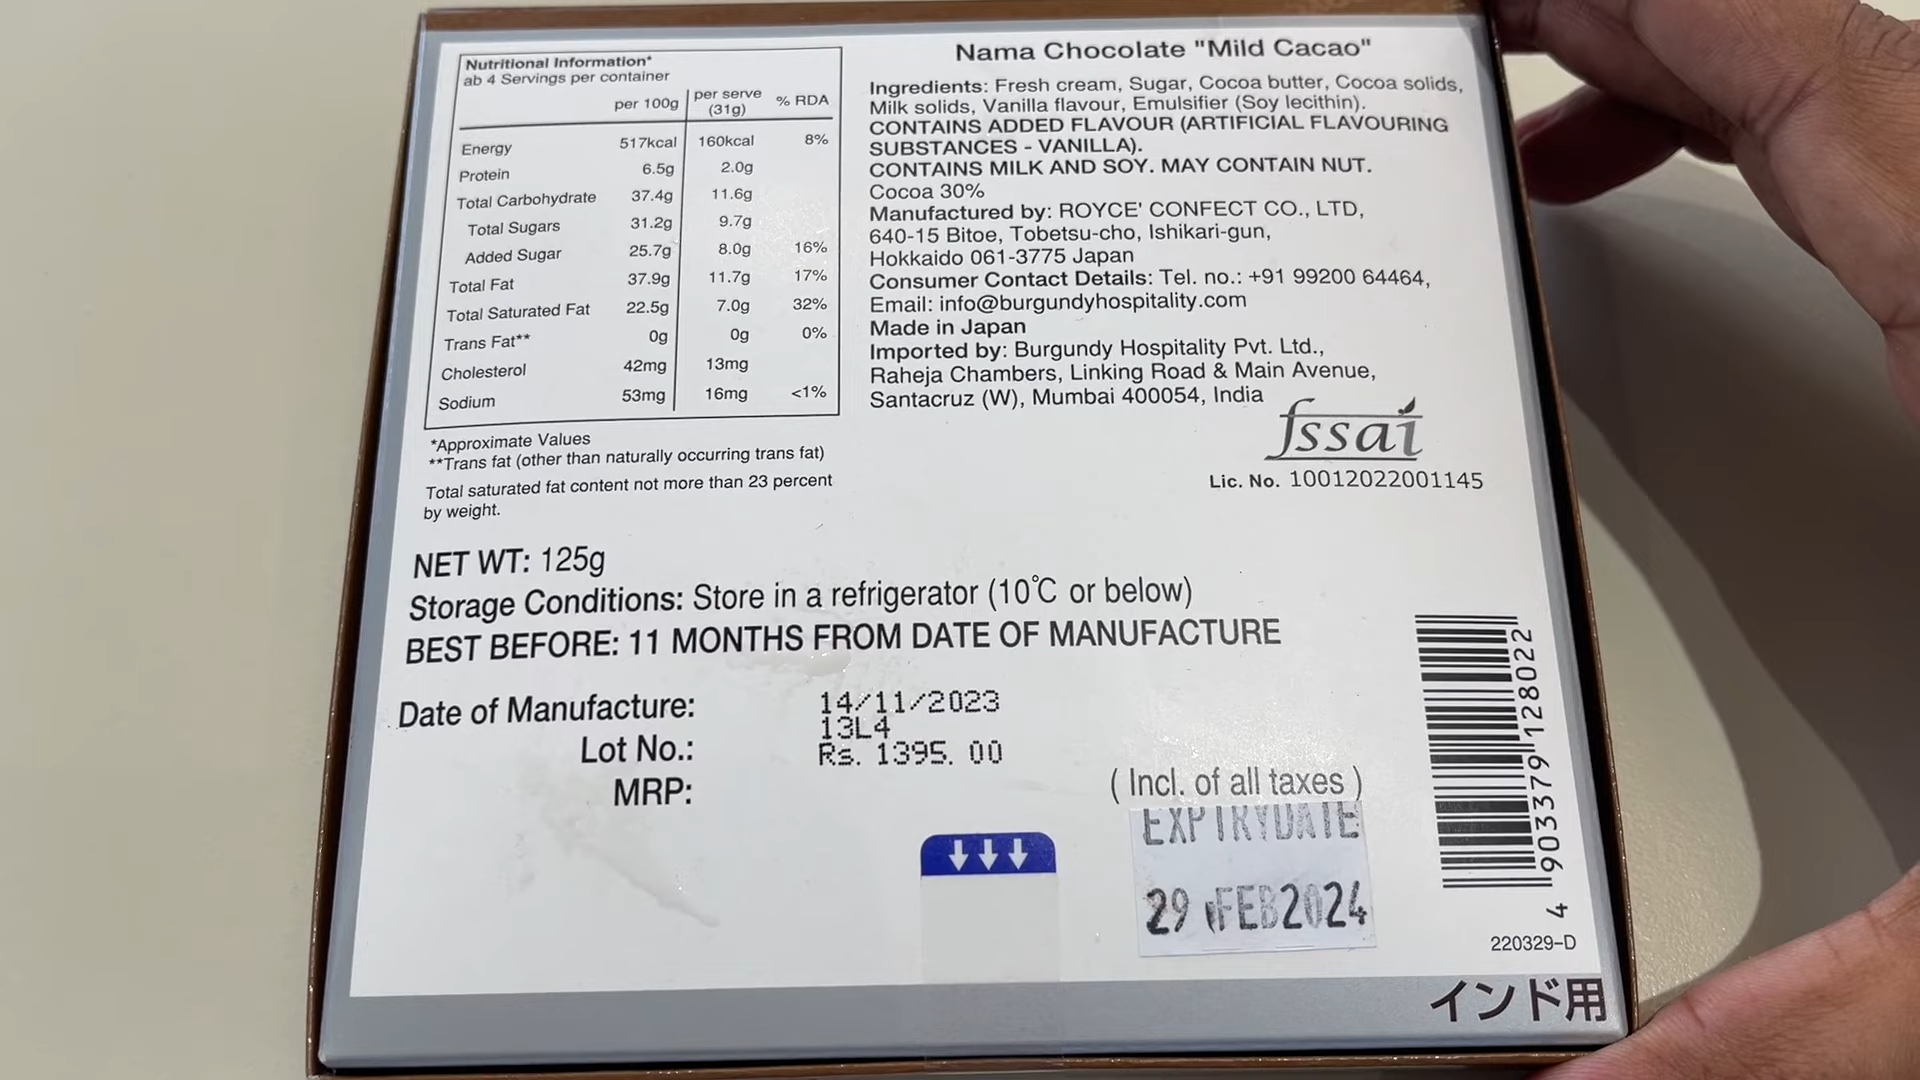 Nutritional Information*
ab 4 Servings per container
per 100g per serve (31g) % RDA
Energy 517kcal 160kcal 8%
Protein 6.5g 2.0g
Total Carbohydrate 37.4g 11.6g
Total Sugars 31.2g 9.7g
Added Sugar 25.7g 8.0g 16%
Total Fat 37.9g 11.7g 17%
Total Saturated Fat 22.5g 7.0g 32%
Trans Fat** 0g 0g 0%
Cholesterol 42mg 13mg
Sodium 53mg 16mg <1%
*Approximate Values
**Trans fat (other than naturally occurring trans fat)
Total saturated fat content not more than 23 percent
by weight.
Nama Chocolate "Mild Cacao"
Ingredients: Fresh cream, Sugar, Cocoa butter, Cocoa solids,
Milk solids, Vanilla flavour, Emulsifier (Soy lecithin).
CONTAINS ADDED FLAVOUR (ARTIFICIAL FLAVOURING
SUBSTANCES - VANILLA).
CONTAINS MILK AND SOY. MAY CONTAIN NUT.
Cocoa 30%
Manufactured by: ROYCE' CONFECT CO., LTD,
640-15 Bitoe, Tobetsu-cho, Ishikari-gun,
Hokkaido 061-3775 Japan
Consumer Contact Details: Tel. no.: +91 99200 64464,
Email: info@burgundyhospitality.com
Made in Japan
Imported by: Burgundy Hospitality Pvt. Ltd.,
Raheja Chambers, Linking Road & Main Avenue,
Santacruz (W), Mumbai 400054, India
fssai
Lic. No. 10012022001145
NET WT: 125g
Storage Conditions: Store in a refrigerator (10℃ or below)
BEST BEFORE: 11 MONTHS FROM DATE OF MANUFACTURE
Date of Manufacture: 14/11/2023
Lot No.: 13L4
MRP: Rs. 1395. 00
( Incl. of all taxes )
EXPIRYDATE
29 FEB2024
4 903379 128022
220329-D
インド用